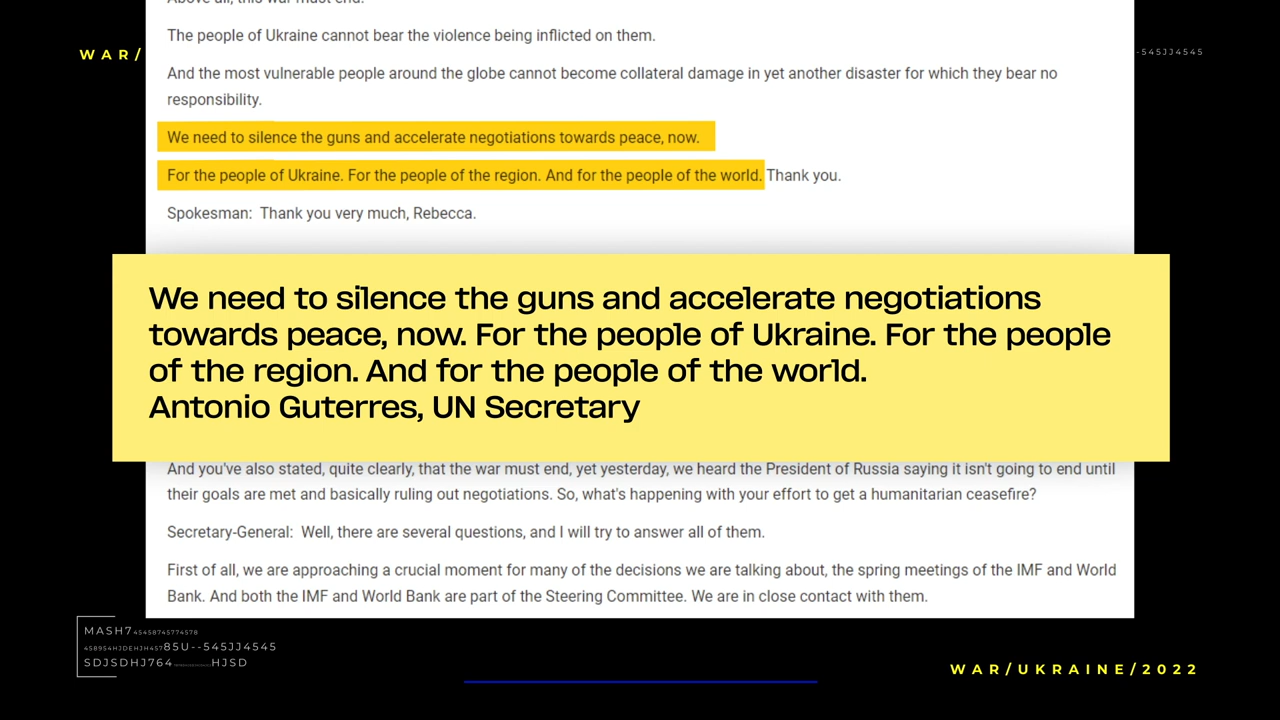 Above all, this war must end.
WAR/
-545JJ4545
The people of Ukraine cannot bear the violence being inflicted on them.
And the most vulnerable people around the globe cannot become collateral damage in yet another disaster for which they bear no
responsibility.
We need to silence the guns and accelerate negotiations towards peace, now.
For the people of Ukraine. For the people of the region. And for the people of the world. Thank you.
Spokesman: Thank you very much, Rebecca.
We need to silence the guns and accelerate negotiations
towards peace, now. For the people of Ukraine. For the people
of the region. And for the people of the world.
Antonio Guterres, UN Secretary
And you've also stated, quite clearly, that the war must end, yet yesterday, we heard the President of Russia saying it isn't going to end until
their goals are met and basically ruling out negotiations. So, what's happening with your effort to get a humanitarian ceasefire?
Secretary-General: Well, there are several questions, and I will try to answer all of them.
First of all, we are approaching a crucial moment for many of the decisions we are talking about, the spring meetings of the IMF and World
Bank. And both the IMF and World Bank are part of the Steering Committee. We are in close contact with them.
MASH745458745774578
458954HJDEHJH45785U--545JJ4545
SDJSDHJ764 HJSD
WAR/UKRAINE/2022